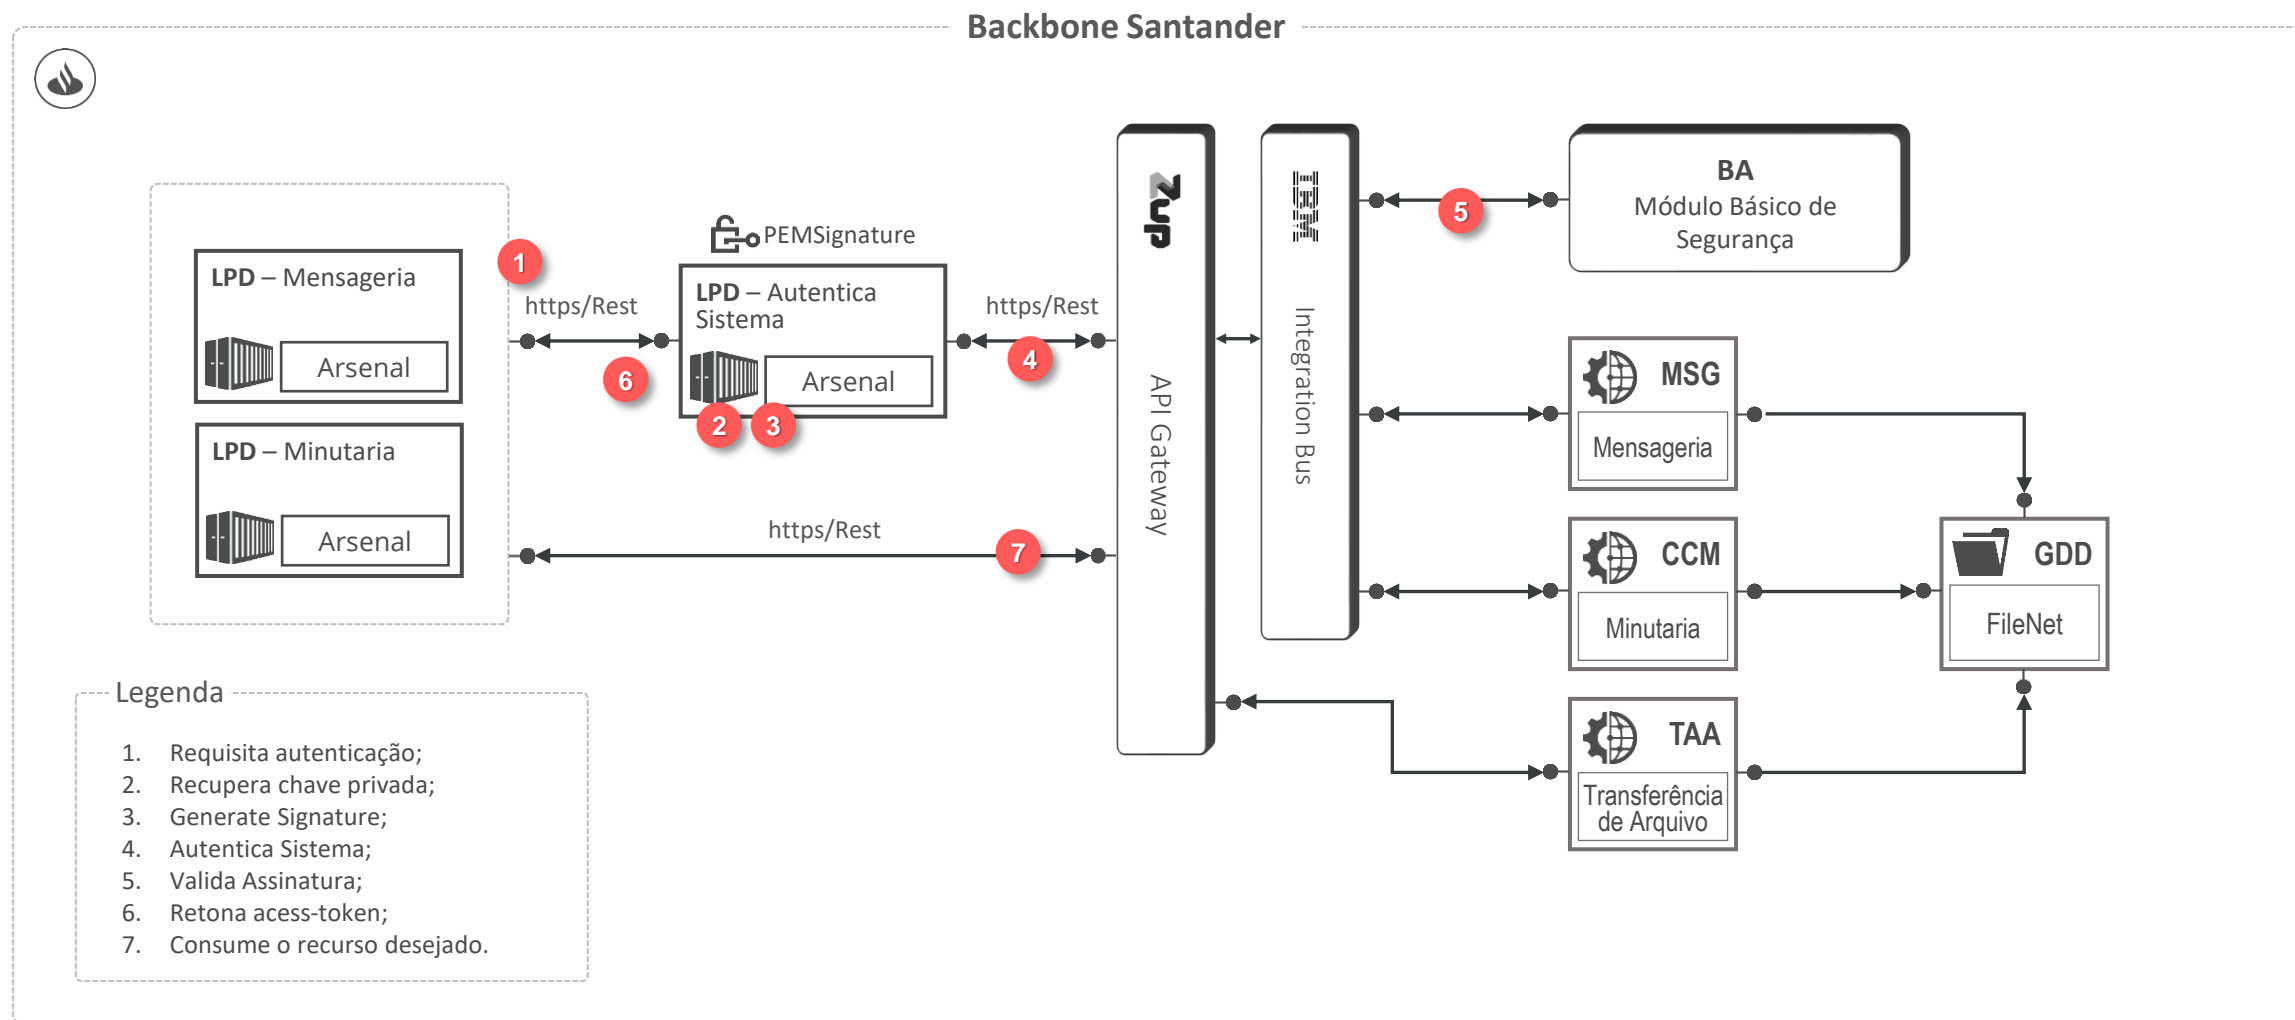 Backbone Santander
LPD – Mensageria
Arsenal
LPD – Minutaria
Arsenal
1
https/Rest
6
PEMSignature
LPD – Autentica
Sistema
Arsenal
2
3
https/Rest
4
https/Rest
7
zup
API Gateway
IBM
Integration Bus
5
BA
Módulo Básico de
Segurança
MSG
Mensageria
CCM
Minutaria
TAA
Transferência
de Arquivo
GDD
FileNet
Legenda
1. Requisita autenticação;
2. Recupera chave privada;
3. Generate Signature;
4. Autentica Sistema;
5. Valida Assinatura;
6. Retona acess-token;
7. Consume o recurso desejado.